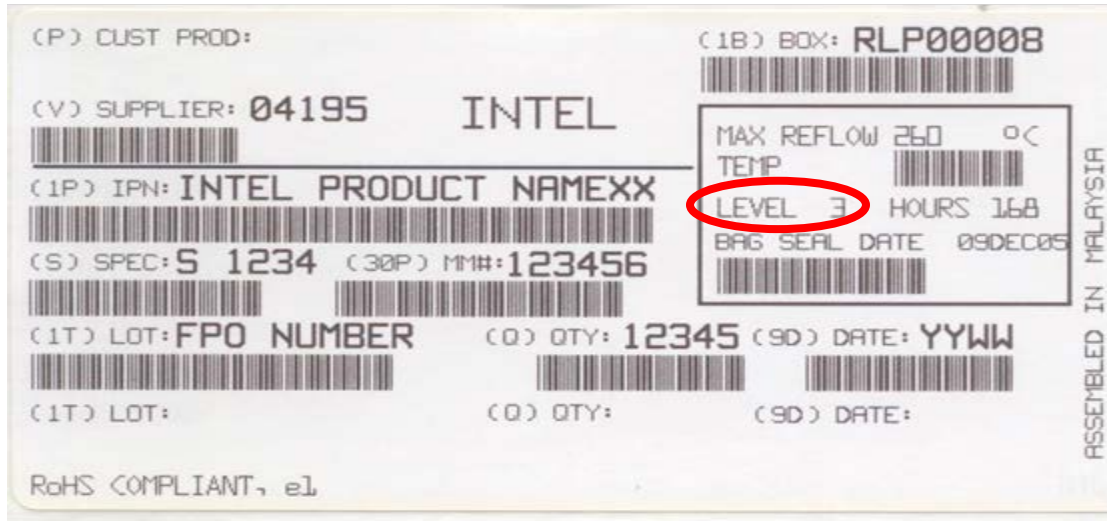 (P) CUST PROD:
(1B) BOX: RLP00008
(V) SUPPLIER: 04195
INTEL
MAX REFLOW 260 °C
TEMP
(1P) IPN: INTEL PRODUCT NAMEXX
LEVEL 3 HOURS 168
BAG SEAL DATE 09DEC05
(S) SPEC: S 1234 (30P) MM#: 123456
(1T) LOT: FPO NUMBER (Q) QTY: 12345 (9D) DATE: YYWW
(1T) LOT: (Q) QTY: (9D) DATE:
RoHS COMPLIANT, e1
ASSEMBLED IN MALAYSIA